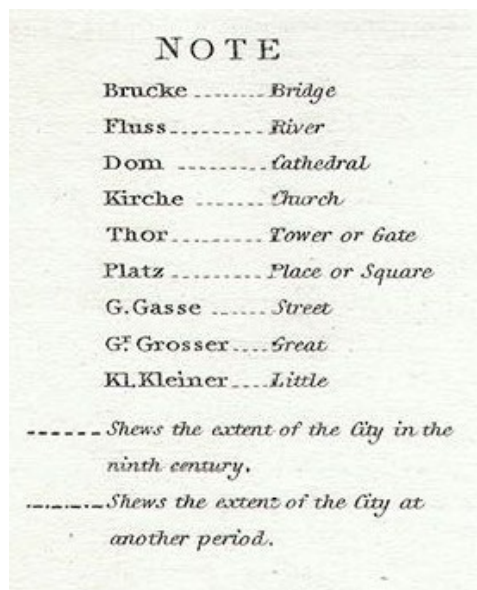 NOTE
Brucke ........ Bridge
Fluss.......... River
Dom ......... Cathedral
Kirche ....... Church
Thor.......... Tower or Gate
Platz .......... Place or Square
G.Gasse ...... Street
Gr. Grosser.... Great
Kl.Kleiner.... Little
------ Shews the extent of the City in the
ninth century.
-.-.-.- Shews the extent of the City at
another period.